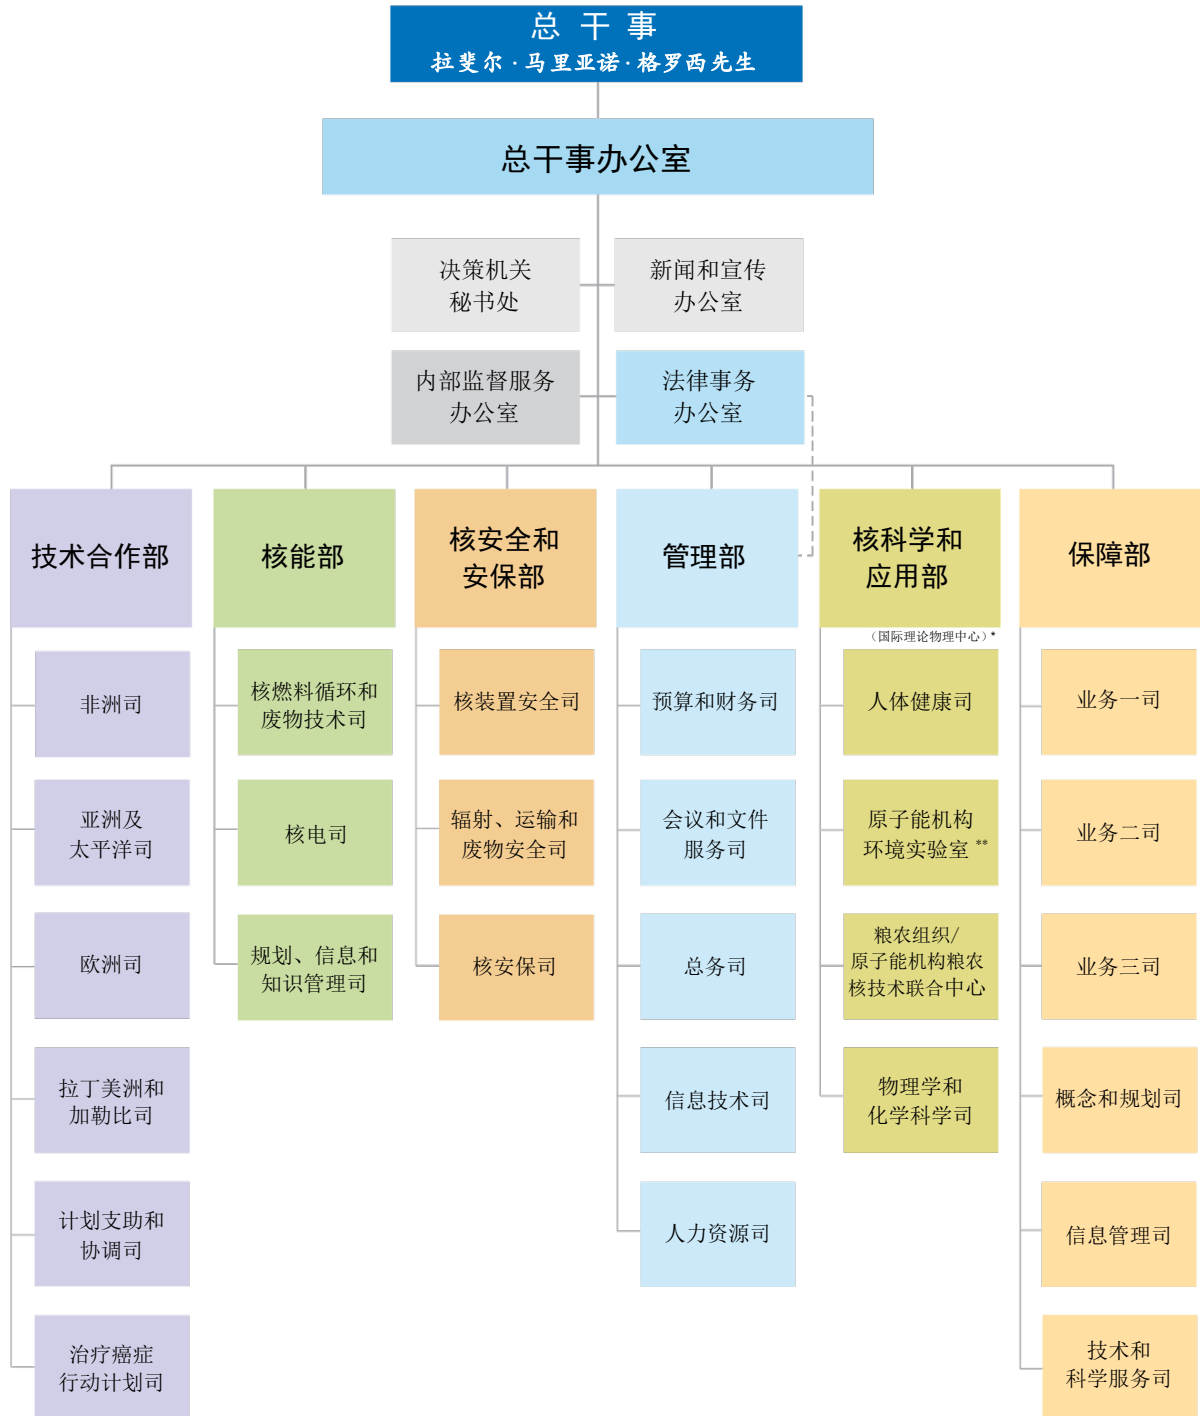 总 干 事
拉斐尔·马里亚诺·格罗西先生
总干事办公室
决策机关
秘书处
新闻和宣传
办公室
内部监督服务
办公室
法律事务
办公室
技术合作部
核能部
核安全和
安保部
管理部
核科学和
应用部
保障部
（国际理论物理中心）*
非洲司
亚洲及
太平洋司
欧洲司
拉丁美洲和
加勒比司
计划支助和
协调司
治疗癌症
行动计划司
核燃料循环和
废物技术司
核电司
规划、信息和
知识管理司
核装置安全司
辐射、运输和
废物安全司
核安保司
预算和财务司
会议和文件
服务司
总务司
信息技术司
人力资源司
人体健康司
原子能机构
环境实验室 **
粮农组织/
原子能机构粮农
核技术联合中心
物理学和
化学科学司
业务一司
业务二司
业务三司
概念和规划司
信息管理司
技术和
科学服务司